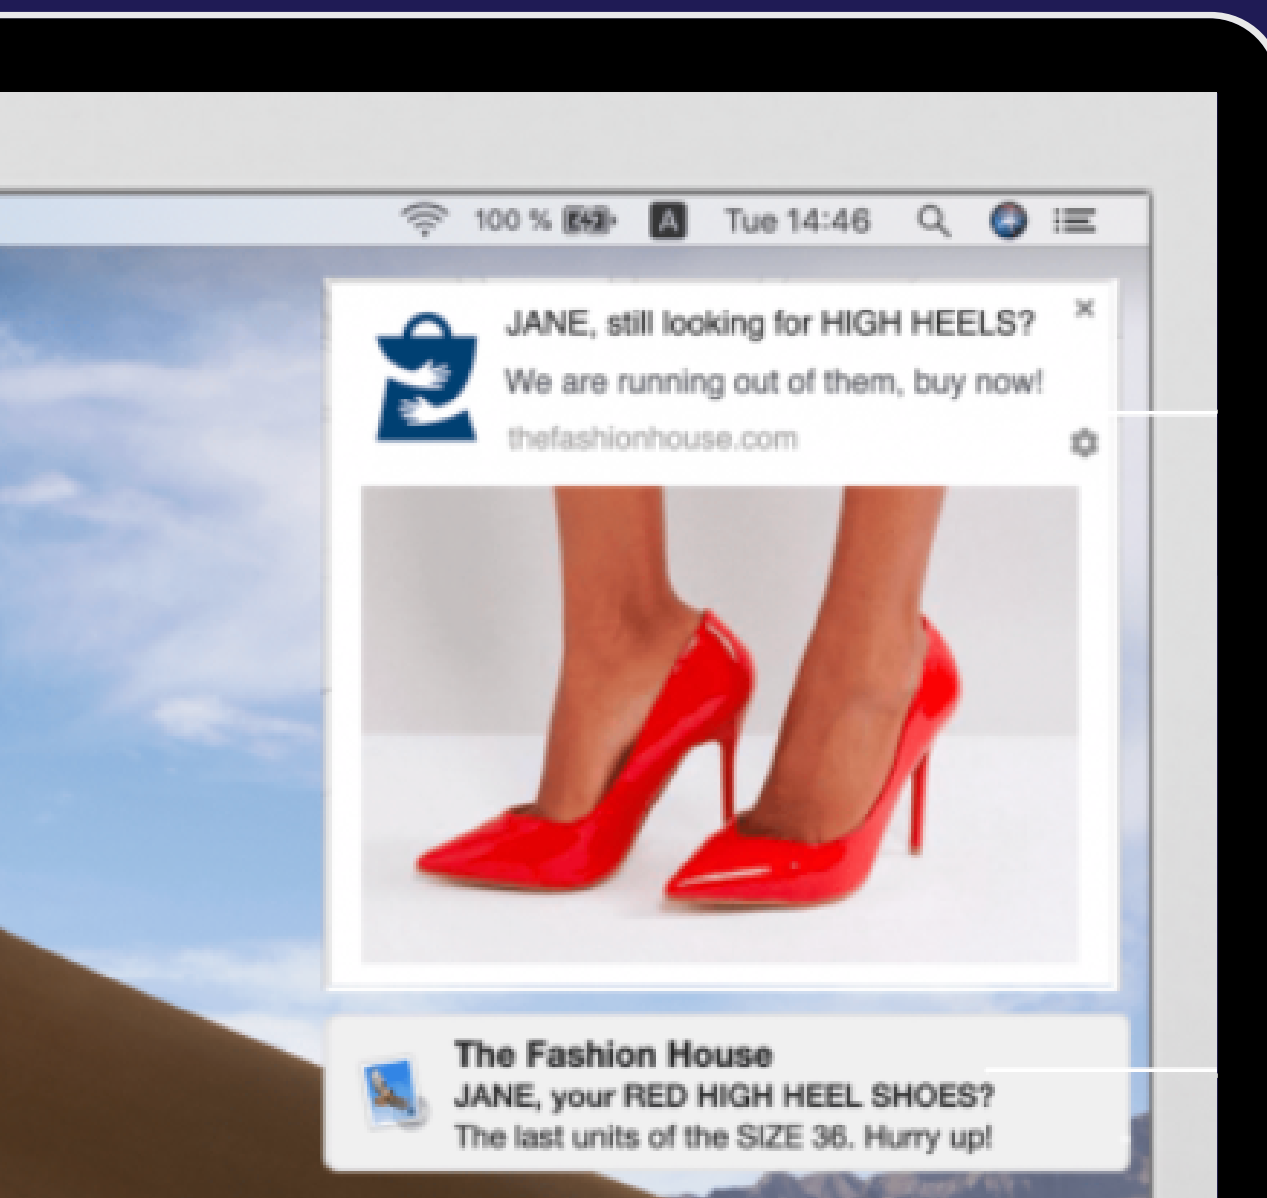 100 %
A
Tue 14:46
JANE, still looking for HIGH HEELS?
We are running out of them, buy now!
thefashionhouse.com
The Fashion House
JANE, your RED HIGH HEEL SHOES?
The last units of the SIZE 36. Hurry up!